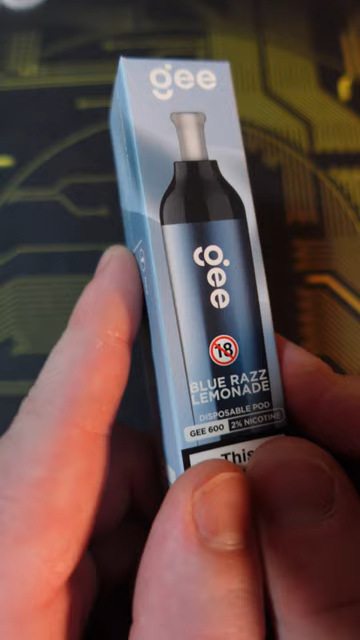 gee
gee
18
BLUE RAZZ
LEMONADE
DISPOSABLE POD
GEE 600 2% NICOTINE
This